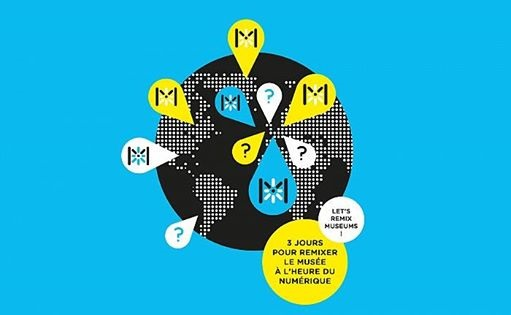 ?
?
?
?
LET'S
REMIX
MUSEUMS
!
3 JOURS
POUR REMIXER
LE MUSÉE
À L'HEURE DU
NUMÉRIQUE